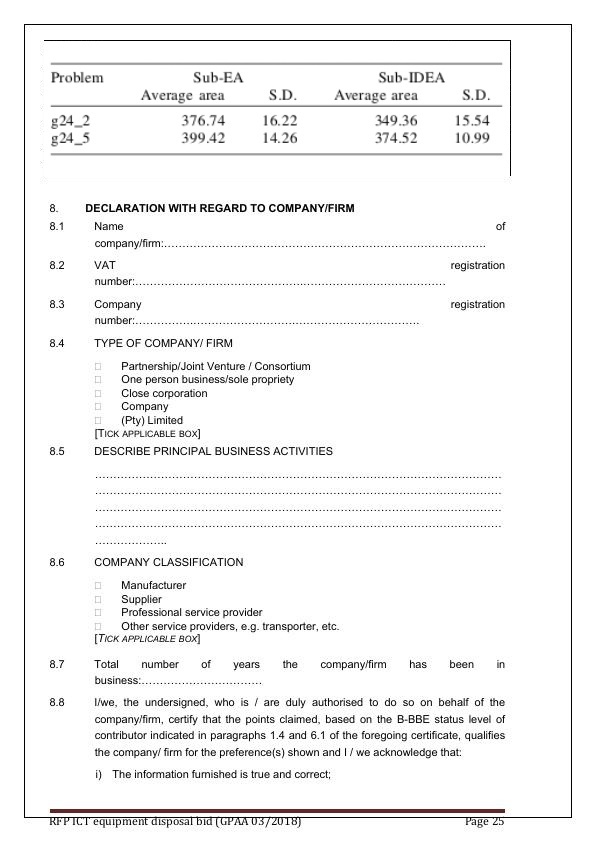 Problem Sub-EA Sub-IDEA
Average area S.D. Average area S.D.
g24_2 376.74 16.22 349.36 15.54
g24_5 399.42 14.26 374.52 10.99
8. DECLARATION WITH REGARD TO COMPANY/FIRM
8.1 Name of
company/firm:…………………………………………………………………………….
8.2 VAT registration
number:…………………………………………………………………………
8.3 Company registration
number:…………………………………………………………………….
8.4 TYPE OF COMPANY/ FIRM
□ Partnership/Joint Venture / Consortium
□ One person business/sole propriety
□ Close corporation
□ Company
□ (Pty) Limited
[TICK APPLICABLE BOX]
8.5 DESCRIBE PRINCIPAL BUSINESS ACTIVITIES
…………………………………………………………………………………………………
…………………………………………………………………………………………………
…………………………………………………………………………………………………
…………………………………………………………………………………………………
………………..
8.6 COMPANY CLASSIFICATION
□ Manufacturer
□ Supplier
□ Professional service provider
□ Other service providers, e.g. transporter, etc.
[TICK APPLICABLE BOX]
8.7 Total number of years the company/firm has been in
business:……………………………
8.8 I/we, the undersigned, who is / are duly authorised to do so on behalf of the
company/firm, certify that the points claimed, based on the B-BBE status level of
contributor indicated in paragraphs 1.4 and 6.1 of the foregoing certificate, qualifies
the company/ firm for the preference(s) shown and I / we acknowledge that:
i) The information furnished is true and correct;
RFP ICT equipment disposal bid (GPAA 03/2018) Page 25